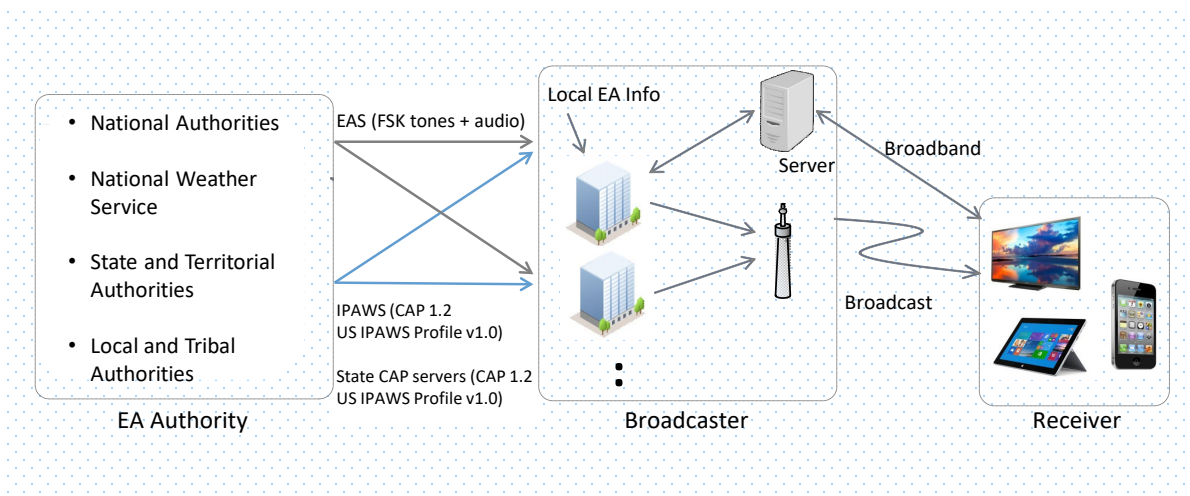 • National Authorities
• National Weather
Service
• State and Territorial
Authorities
• Local and Tribal
Authorities
EA Authority
EAS (FSK tones + audio)
IPAWS (CAP 1.2
US IPAWS Profile v1.0)
State CAP servers (CAP 1.2
US IPAWS Profile v1.0)
Local EA Info
Server
:
Broadcaster
Broadband
Broadcast
Receiver